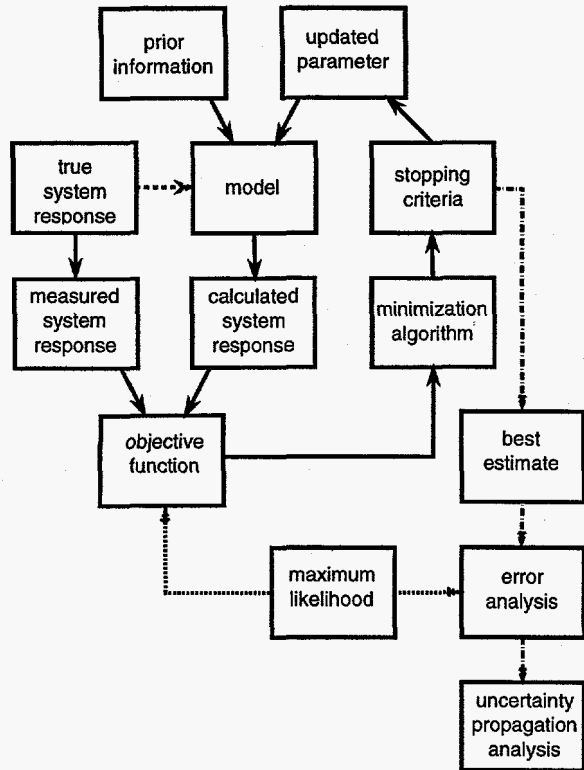 prior
information
updated
parameter
true
system
response
model
stopping
criteria
measured
system
response
calculated
system
response
minimization
algorithm
objective
function
best
estimate
maximum
likelihood
error
analysis
uncertainty
propagation
analysis